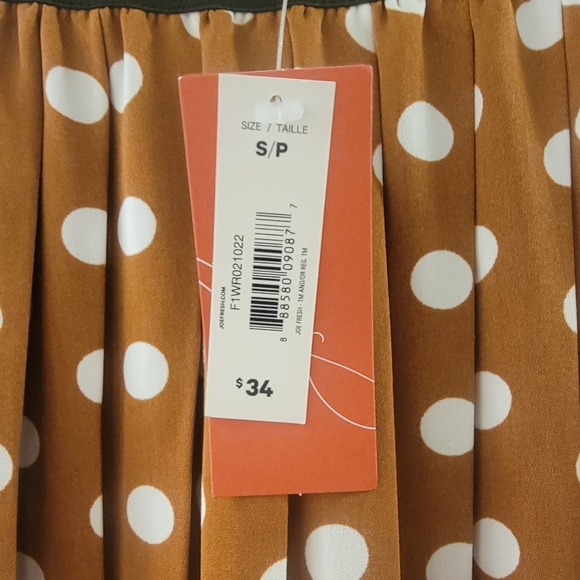 SIZE / TAILLE
S/P
JOEFRESH.COM
F1WR021022
8 88580 09087 7
JOE FRESH - TM AND/OR REG. TM
$34